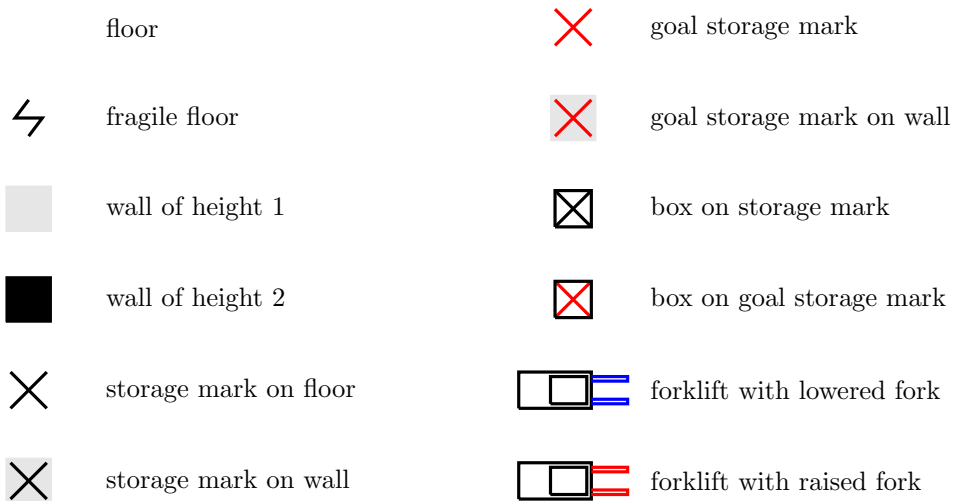 floor
fragile floor
wall of height 1
wall of height 2
storage mark on floor
storage mark on wall
goal storage mark
goal storage mark on wall
box on storage mark
box on goal storage mark
forklift with lowered fork
forklift with raised fork